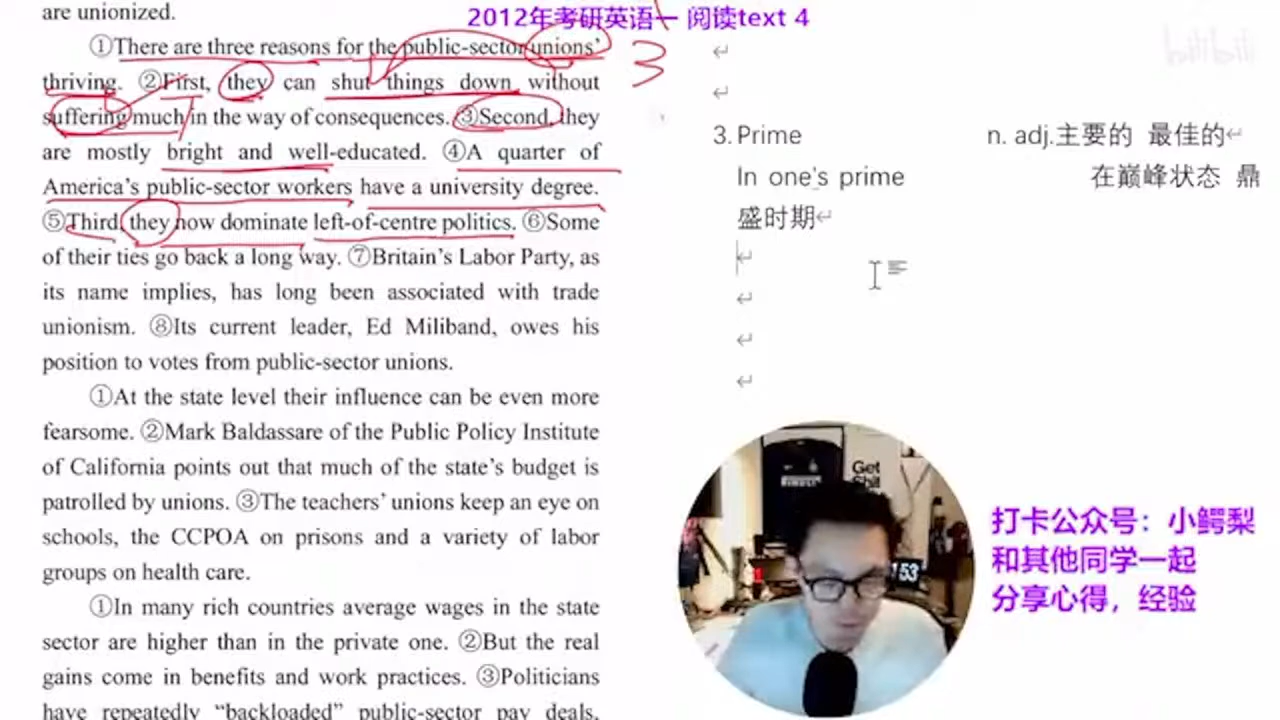 2012年考研英语一 阅读text 4
are unionized.
①There are three reasons for the public-sector unions'
thriving. ②First, they can shut things down without
suffering much in the way of consequences. ③Second, they
are mostly bright and well-educated. ④A quarter of
America's public-sector workers have a university degree.
⑤Third, they now dominate left-of-centre politics. ⑥Some
of their ties go back a long way. ⑦Britain's Labor Party, as
its name implies, has long been associated with trade
unionism. ⑧Its current leader, Ed Miliband, owes his
position to votes from public-sector unions.
①At the state level their influence can be even more
fearsome. ②Mark Baldassare of the Public Policy Institute
of California points out that much of the state's budget is
patrolled by unions. ③The teachers' unions keep an eye on
schools, the CCPOA on prisons and a variety of labor
groups on health care.
①In many rich countries average wages in the state
sector are higher than in the private one. ②But the real
gains come in benefits and work practices. ③Politicians
have repeatedly "backloaded" public-sector pay deals,
3
bilibili
3. Prime n. adj.主要的 最佳的
In one's prime 在巅峰状态 鼎
盛时期
Get
53
打卡公众号：小鳄梨
和其他同学一起
分享心得，经验